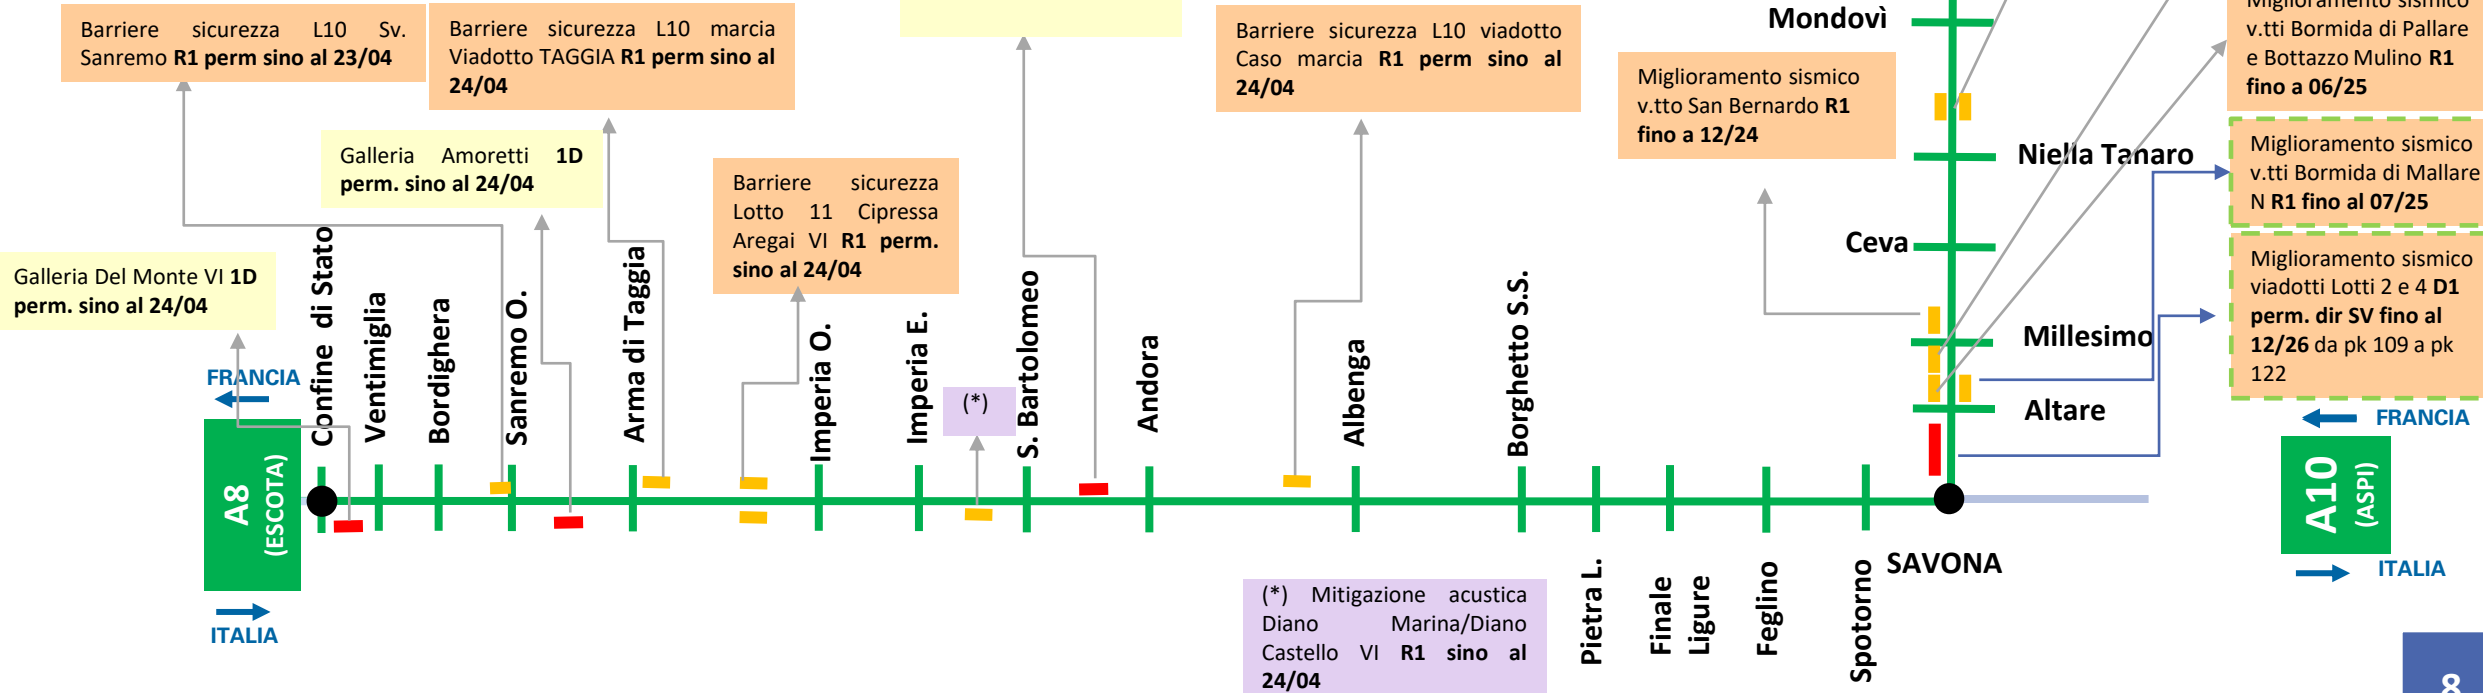 Barriere sicurezza L10 Sv.
Sanremo R1 perm sino al 23/04
Barriere sicurezza L10 marcia
Viadotto TAGGIA R1 perm sino al
24/04
Barriere sicurezza L10 viadotto
Caso marcia R1 perm sino al
24/04
Mondovì
Miglioramento sismico
v.tti Bormida di Pallare
e Bottazzo Mulino R1
fino a 06/25
Miglioramento sismico
v.tto San Bernardo R1
fino a 12/24
Galleria Amoretti 1D
perm. sino al 24/04
Barriere sicurezza
Lotto 11 Cipressa
Aregai VI R1 perm.
sino al 24/04
Niella Tanaro
Miglioramento sismico
v.tti Bormida di Mallare
N R1 fino al 07/25
Ceva
Galleria Del Monte VI 1D
perm. sino al 24/04
Miglioramento sismico
viadotti Lotti 2 e 4 D1
perm. dir SV fino al
12/26 da pk 109 a pk
122
Millesimo
Altare
FRANCIA
A8
(ESCOTA)
ITALIA
Confine di Stato
Ventimiglia
Bordighera
Sanremo O.
Arma di Taggia
Imperia O.
Imperia E.
(*)
S. Bartolomeo
Andora
Albenga
Borghetto S.S.
Pietra L.
Finale
Ligure
Feglino
Spotorno
SAVONA
FRANCIA
A10
(ASPI)
ITALIA
(*) Mitigazione acustica
Diano Marina/Diano
Castello VI R1 sino al
24/04
8